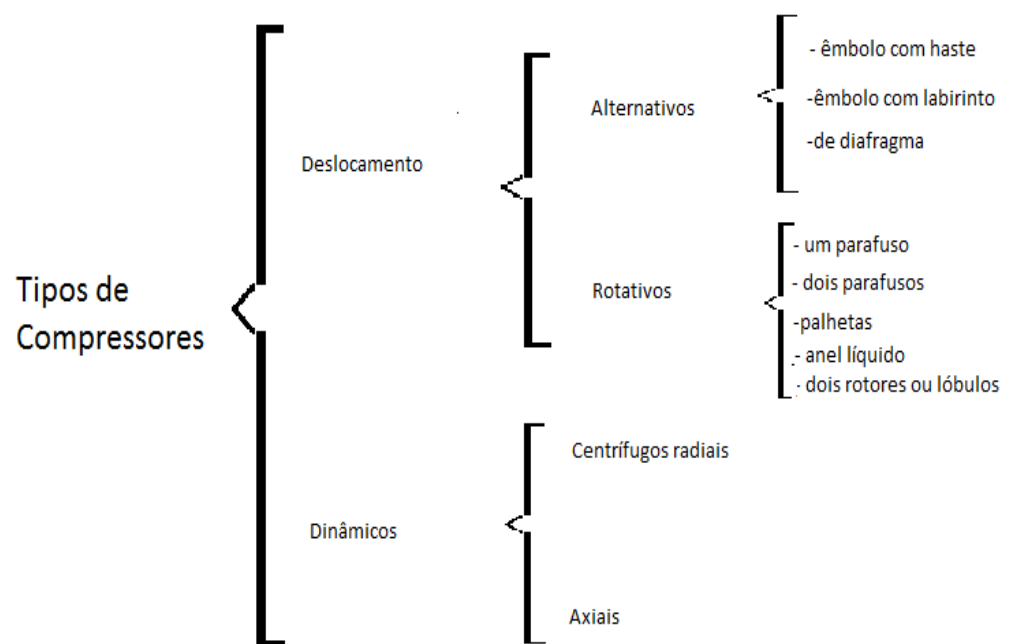 Tipos de
Compressores
Deslocamento
Alternativos
- êmbolo com haste
-êmbolo com labirinto
-de diafragma
Rotativos
- um parafuso
- dois parafusos
-palhetas
- anel líquido
- dois rotores ou lóbulos
Dinâmicos
Centrífugos radiais
Axiais